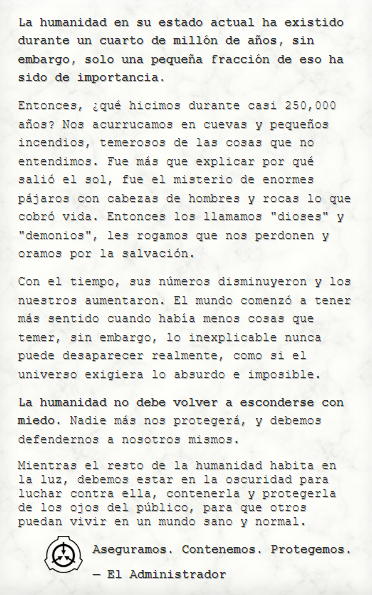 La humanidad en su estado actual ha existido
durante un cuarto de millón de años, sin
embargo, solo una pequeña fracción de eso ha
sido de importancia.
Entonces, ¿qué hicimos durante casi 250,000
años? Nos acurrucamos en cuevas y pequeños
incendios, temerosos de las cosas que no
entendimos. Fue más que explicar por qué
salió el sol, fue el misterio de enormes
pájaros con cabezas de hombres y rocas lo que
cobró vida. Entonces los llamamos "dioses" y
"demonios", les rogamos que nos perdonen y
oramos por la salvación.
Con el tiempo, sus números disminuyeron y los
nuestros aumentaron. El mundo comenzó a tener
más sentido cuando había menos cosas que
temer, sin embargo, lo inexplicable nunca
puede desaparecer realmente, como si el
universo exigiera lo absurdo e imposible.
La humanidad no debe volver a esconderse con
miedo. Nadie más nos protegerá, y debemos
defendernos a nosotros mismos.
Mientras el resto de la humanidad habita en
la luz, debemos estar en la oscuridad para
luchar contra ella, contenerla y protegerla
de los ojos del público, para que otros
puedan vivir en un mundo sano y normal.
Aseguramos. Contenemos. Protegemos.
— El Administrador